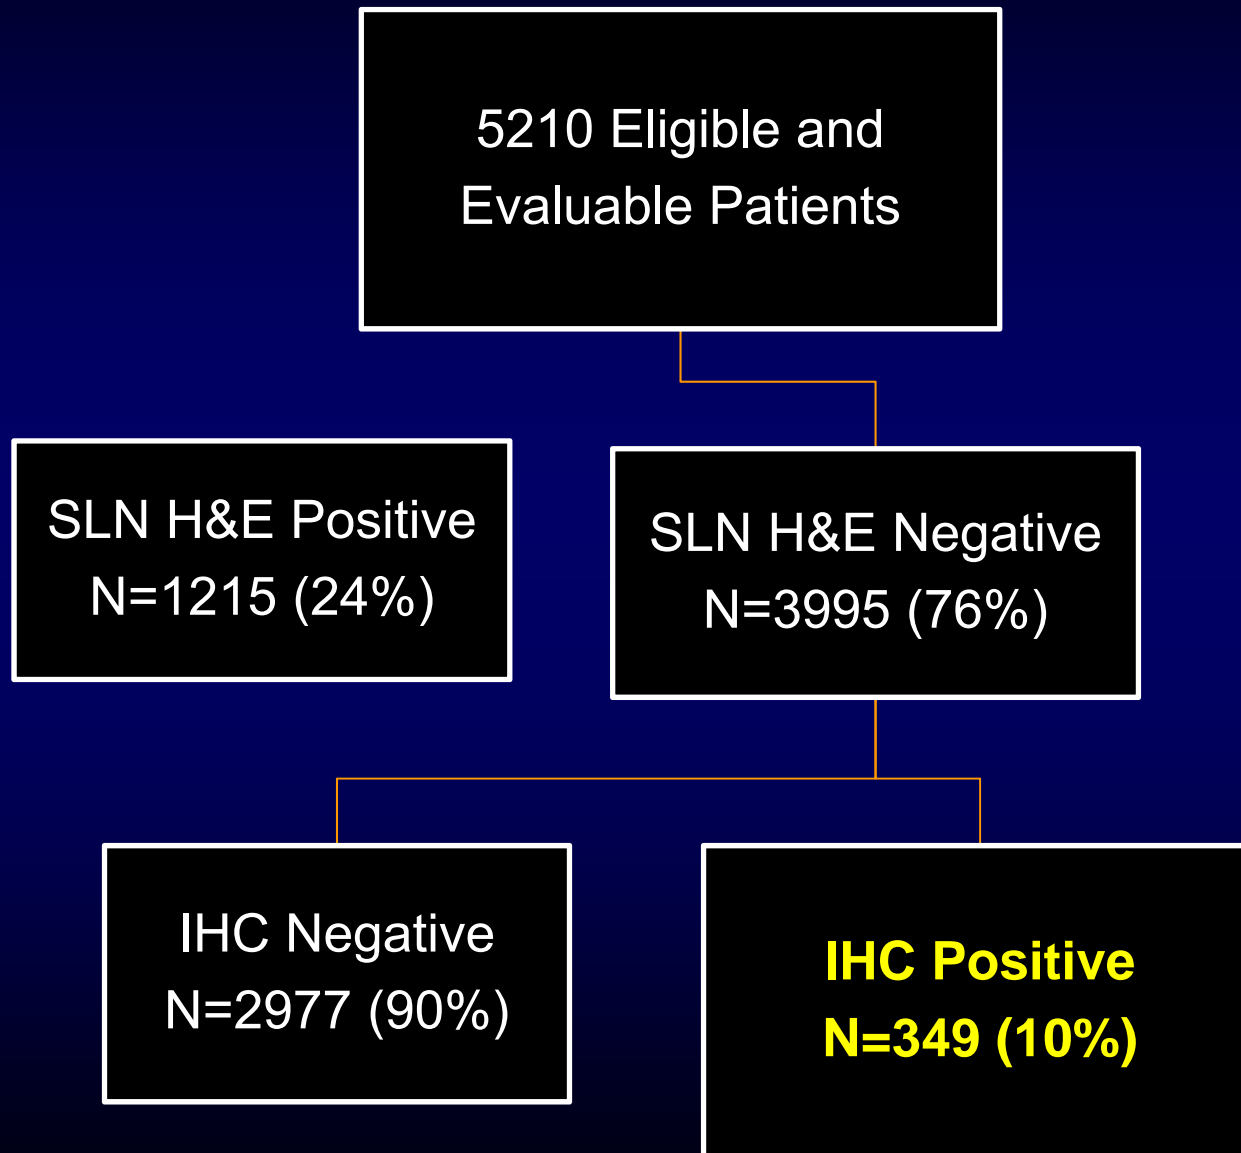 5210 Eligible and
Evaluable Patients
SLN H&E Positive
N=1215 (24%)
SLN H&E Negative
N=3995 (76%)
IHC Negative
N=2977 (90%)
IHC Positive
N=349 (10%)